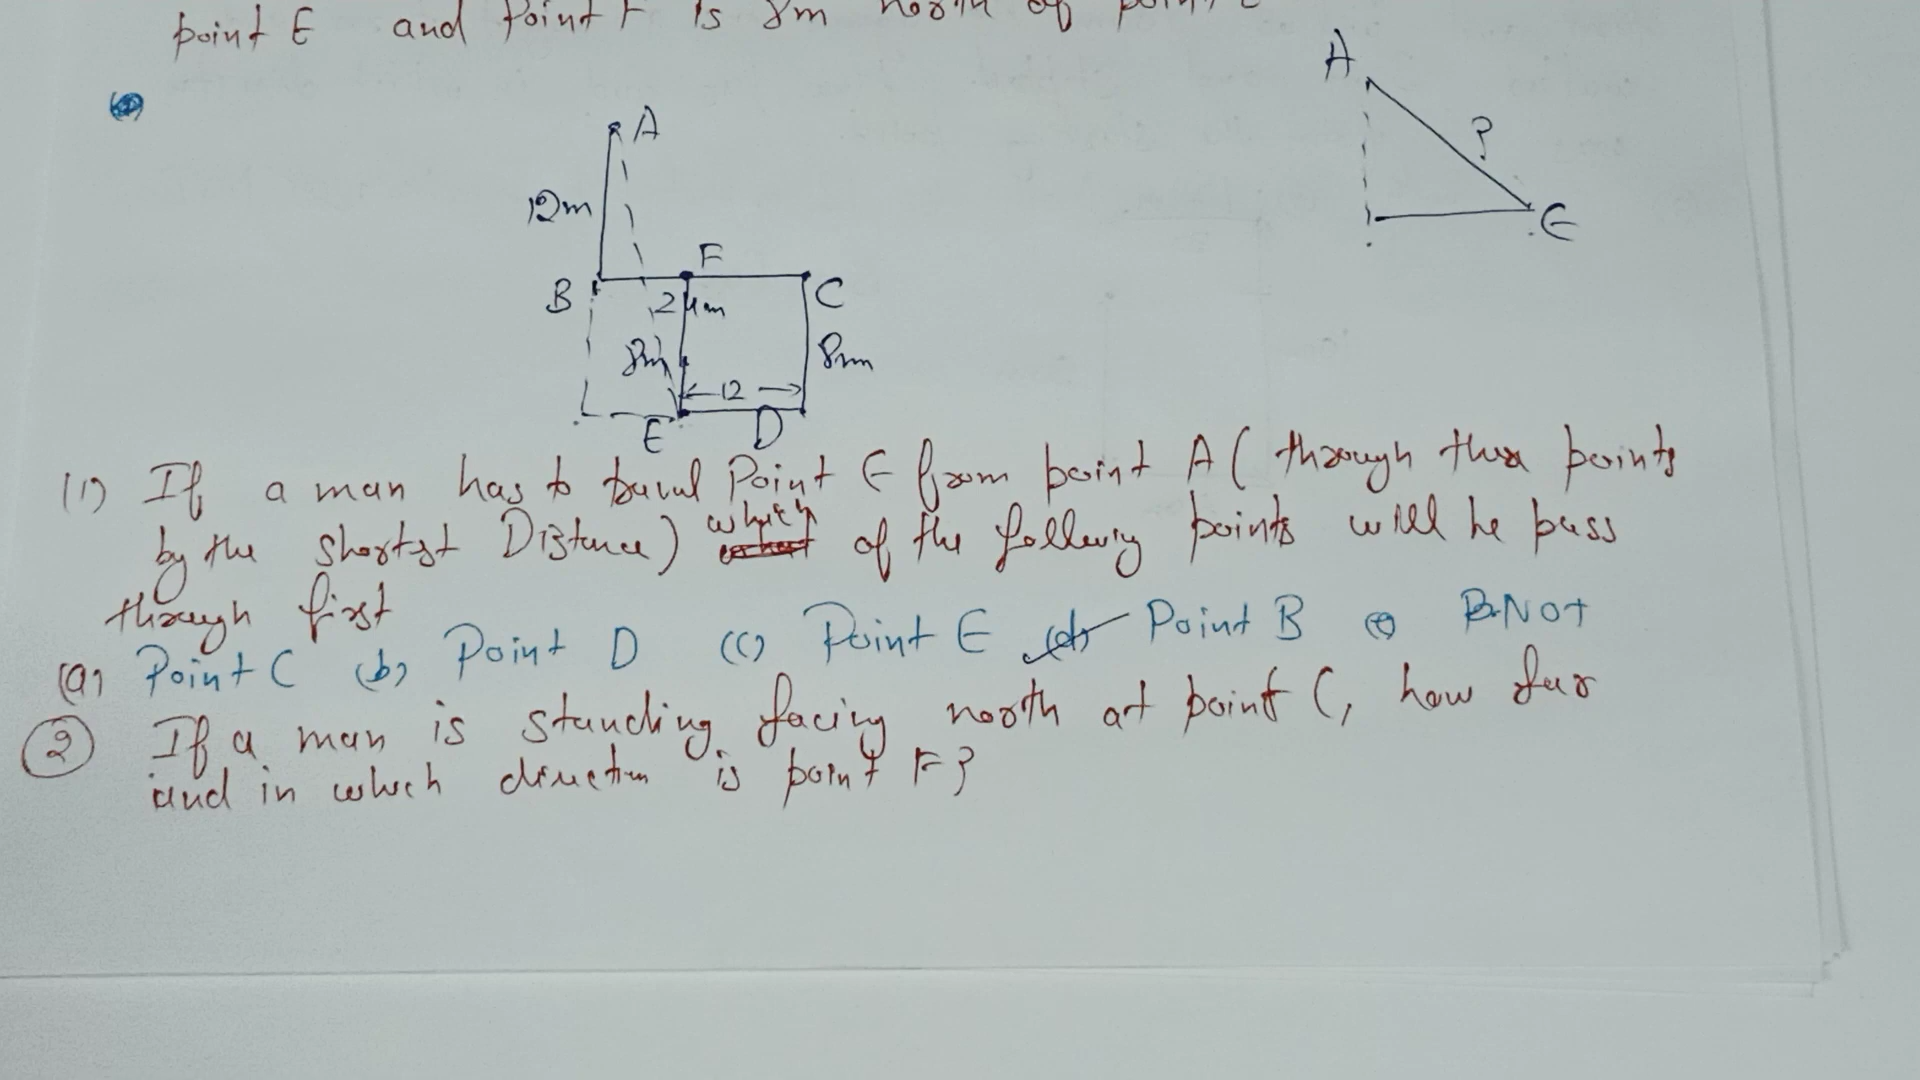 point E and Point F is 8m north of point E
A
A
?
12m
F
E
B
24m
C
8m
8m
12
E
D
(1) If a man has to travel Point E from point A (through these points
by the shortest Distance) which of the following points will he pass
through first
(a) Point C (b) Point D (c) Point E (d) Point B (e) B.NOT
(2) If a man is standing facing north at point C, how far
and in which direction is point F?